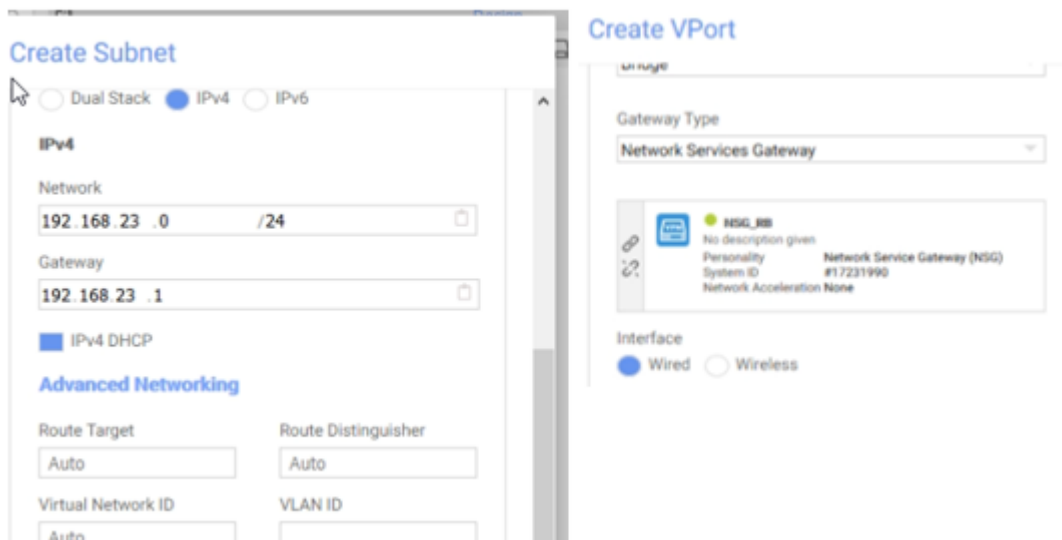 Create Subnet
Dual Stack IPv4 IPv6
IPv4
Network
192.168.23 .0 /24
Gateway
192.168.23 .1
IPv4 DHCP
Advanced Networking
Route Target Route Distinguisher
Auto Auto
Virtual Network ID VLAN ID
Auto
Create VPort
Bridge
Gateway Type
Network Services Gateway
NSG_RB
No description given
Personality Network Service Gateway (NSG)
System ID #17231990
Network Acceleration None
Interface
Wired Wireless